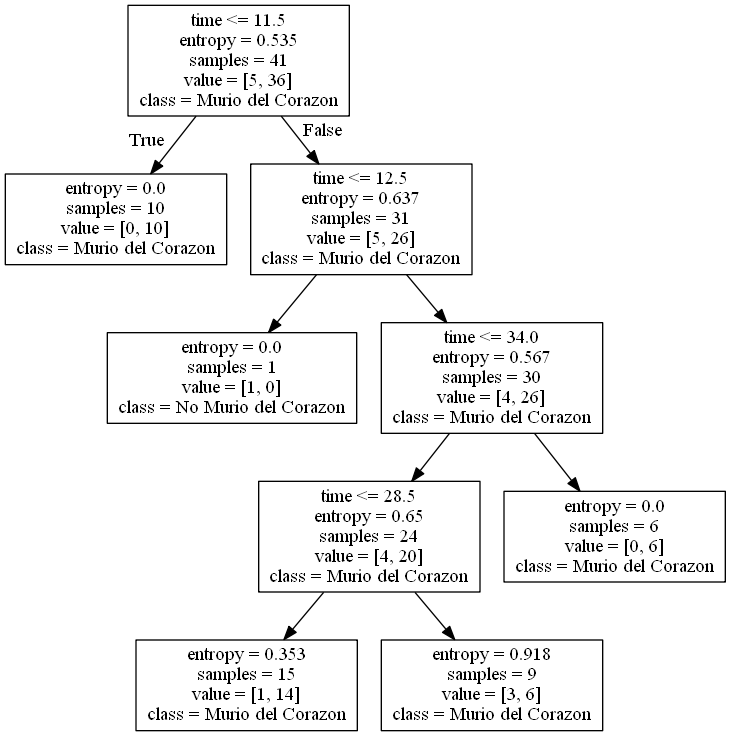 time <= 11.5
entropy = 0.535
samples = 41
value = [5, 36]
class = Murio del Corazon
True
False
entropy = 0.0
samples = 10
value = [0, 10]
class = Murio del Corazon
time <= 12.5
entropy = 0.637
samples = 31
value = [5, 26]
class = Murio del Corazon
entropy = 0.0
samples = 1
value = [1, 0]
class = No Murio del Corazon
time <= 34.0
entropy = 0.567
samples = 30
value = [4, 26]
class = Murio del Corazon
time <= 28.5
entropy = 0.65
samples = 24
value = [4, 20]
class = Murio del Corazon
entropy = 0.0
samples = 6
value = [0, 6]
class = Murio del Corazon
entropy = 0.353
samples = 15
value = [1, 14]
class = Murio del Corazon
entropy = 0.918
samples = 9
value = [3, 6]
class = Murio del Corazon